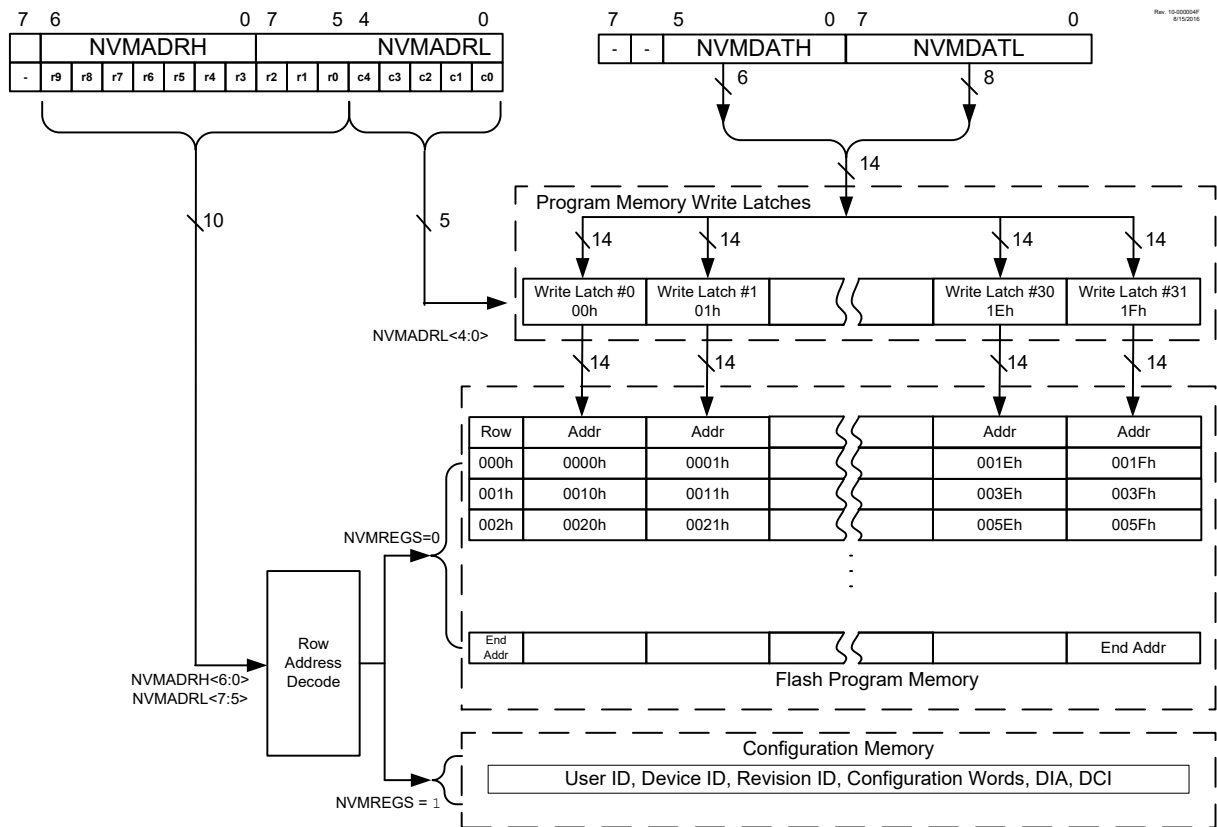 7 6 0 7 5 4 0
7 5 0 7 0
Rev. 10-000004F
8/15/2016
NVMADRH NVMADRL
- - NVMDATH NVMDATL
- r9 r8 r7 r6 r5 r4 r3 r2 r1 r0 c4 c3 c2 c1 c0
6 8
14
10 5
Program Memory Write Latches
14 14 14 14
Write Latch #0 Write Latch #1 Write Latch #30 Write Latch #31
00h 01h 1Eh 1Fh
NVMADRL<4:0>
14 14 14 14
Row Addr Addr Addr Addr
000h 0000h 0001h 001Eh 001Fh
001h 0010h 0011h 003Eh 003Fh
002h 0020h 0021h 005Eh 005Fh
NVMREGS=0
Row
Address
Decode
End
Addr
End Addr
Flash Program Memory
NVMADRH<6:0>
NVMADRL<7:5>
Configuration Memory
User ID, Device ID, Revision ID, Configuration Words, DIA, DCI
NVMREGS = 1